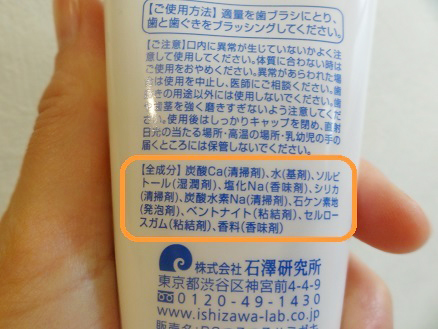 【ご使用方法】適量を歯ブラシにとり、
歯と歯ぐきをブラッシングしてください。
【ご注意】口内に異常が生じていないかよく注
意して使用してください。体質に合わない時は
ご使用をおやめください。異常があらわれた場
合は使用を中止し、医師にご相談ください。歯
磨きの用途以外には使用しないでください。歯
や歯茎を強く磨きすぎないよう注意してくださ
い。使用後はしっかりキャップを閉め、直射
日光の当たる場所・高温の場所・乳幼児の手の
届くところには保管しないでください。
【全成分】炭酸Ca(清掃剤)、水(基剤)、ソルビ
トール(湿潤剤)、塩化Na(香味剤)、シリカ
(清掃剤)、炭酸水素Na(清掃剤)、石ケン素地
(発泡剤)、ベントナイト(粘結剤)、セルロー
スガム(粘結剤)、香料(香味剤)
株式会社 石澤研究所
東京都渋谷区神宮前4-4-9
0120-49-1430
www.ishizawa-lab.co.jp